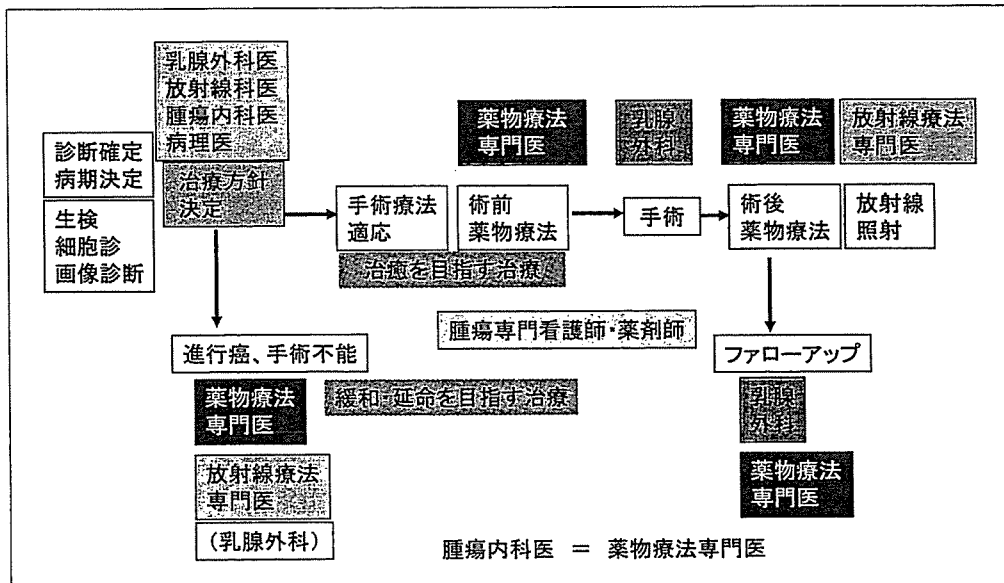 乳腺外科医
放射線科医
腫瘍内科医
病理医
診断確定
病期決定
治療方針
決定
生検
細胞診
画像診断
薬物療法
専門医
乳腺
外科
薬物療法
専門医
放射線療法
専門医
手術療法
適応
術前
薬物療法
手術
術後
薬物療法
放射線
照射
治癒を目指す治療
腫瘍専門看護師・薬剤師
進行癌、手術不能
ファローアップ
薬物療法
専門医
緩和・延命を目指す治療
乳腺
外科
放射線療法
専門医
薬物療法
専門医
(乳腺外科)
腫瘍内科医 = 薬物療法専門医